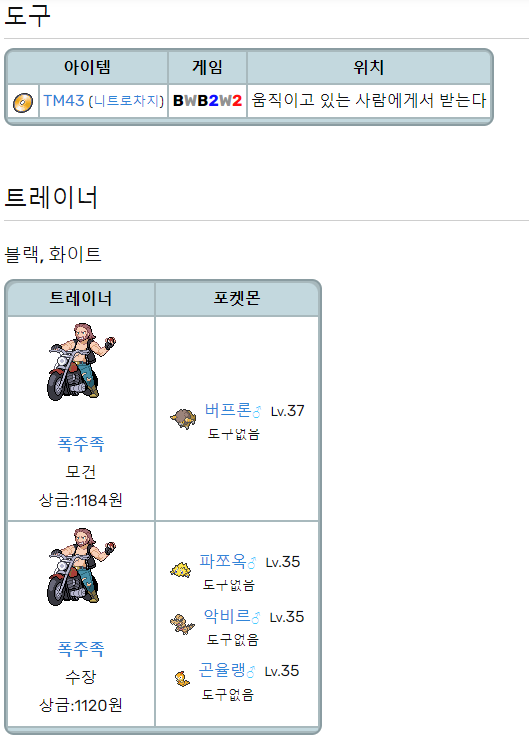 도구
아이템 게임 위치
TM43 (니트로차지) BWB2W2 움직이고 있는 사람에게서 받는다
트레이너
블랙, 화이트
트레이너 포켓몬
폭주족
모건
상금:1184원
버프론♂ Lv.37
도구없음
폭주족
수장
상금:1120원
파쪼옥♂ Lv.35
도구없음
악비르♂ Lv.35
도구없음
곤율랭♂ Lv.35
도구없음